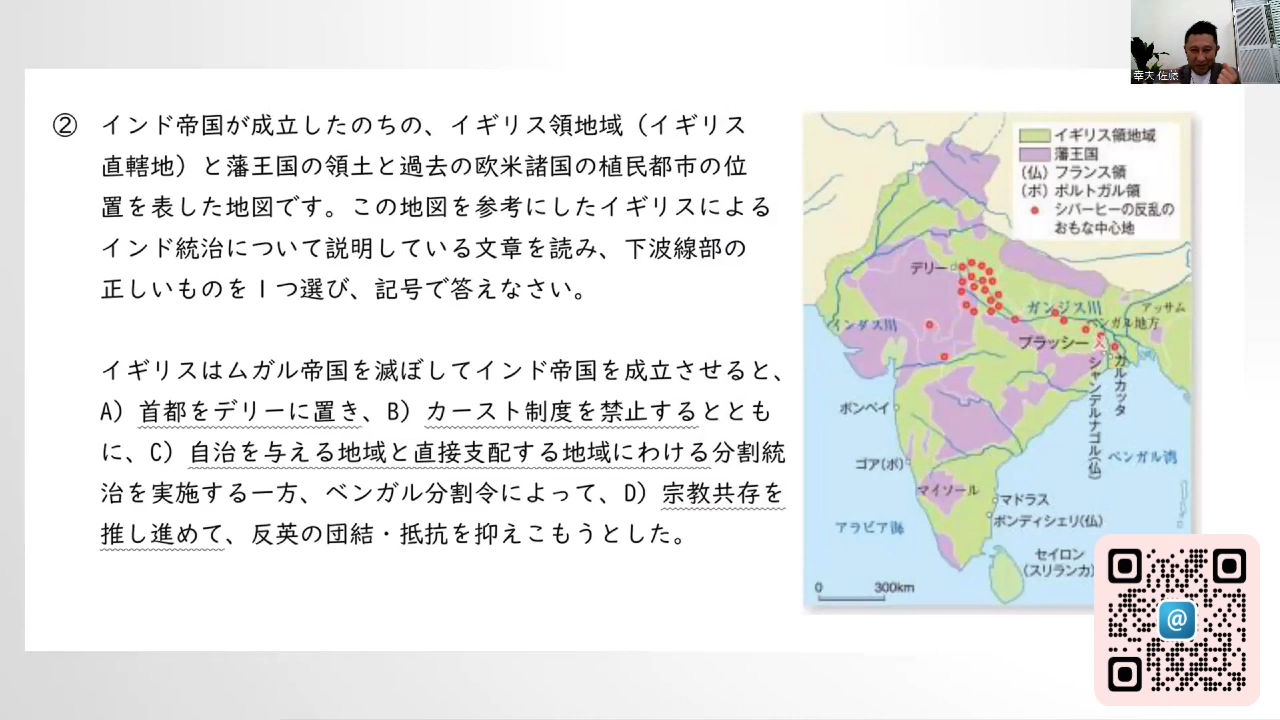 幸夫 佐藤
② インド帝国が成立したのちの、イギリス領地域（イギリス
直轄地）と藩王国の領土と過去の欧米諸国の植民都市の位
置を表した地図です。この地図を参考にしたイギリスによる
インド統治について説明している文章を読み、下波線部の
正しいものを１つ選び、記号で答えなさい。
イギリスはムガル帝国を滅ぼしてインド帝国を成立させると、
A）首都をデリーに置き、B）カースト制度を禁止するととも
に、C）自治を与える地域と直接支配する地域にわける分割統
治を実施する一方、ベンガル分割令によって、D）宗教共存を
推し進めて、反英の団結・抵抗を抑えこもうとした。
イギリス領地域
藩王国
(仏) フランス領
(ポ) ポルトガル領
シパーヒーの反乱の
おもな中心地
デリー
ガンジス川
アッサム
インダス川
ベンガル地方
プラッシー
カルカッタ
シャンデルナゴル(仏)
ボンベイ
ベンガル湾
ゴア(ポ)
マイソール
マドラス
ポンディシェリ(仏)
アラビア海
セイロン
(スリランカ)
0 300km
@